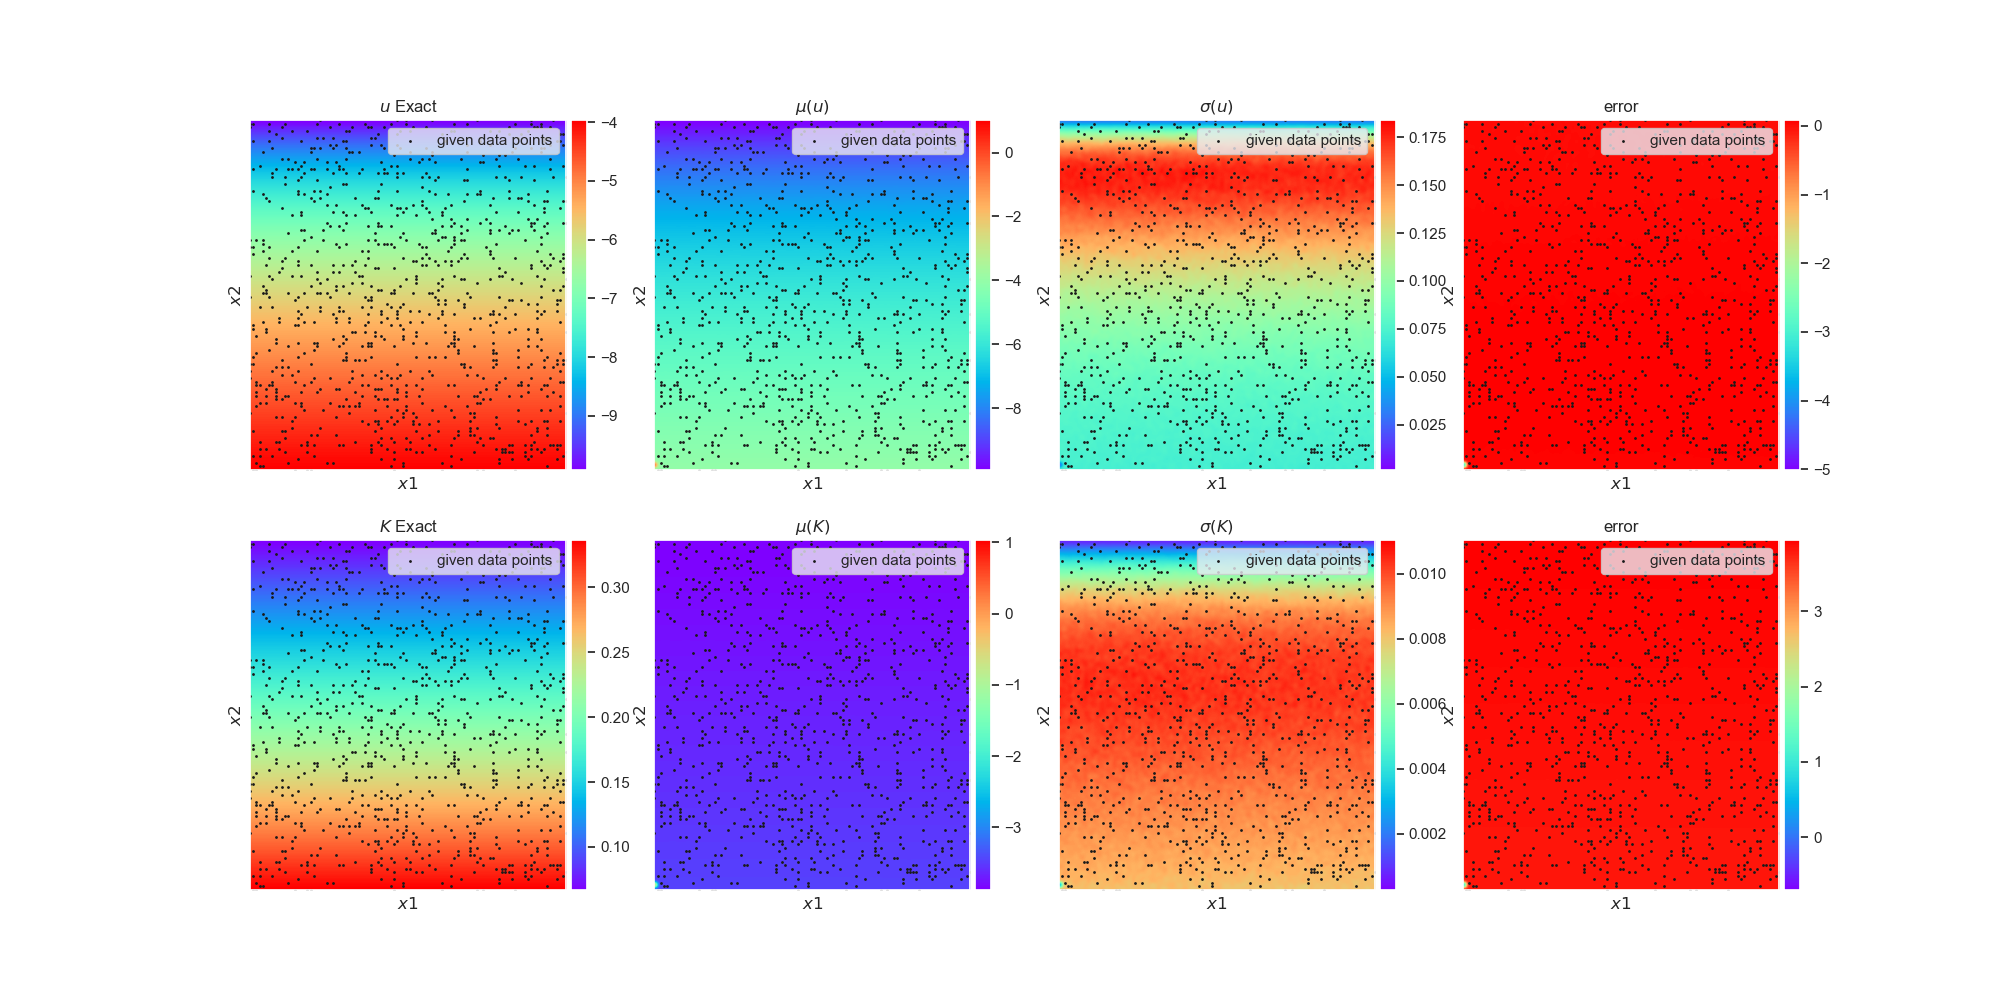 u Exact
given data points
x2
x1
−4
−5
−6
−7
−8
−9
μ(u)
given data points
x2
x1
0
−2
−4
−6
−8
σ(u)
given data points
x2
x1
0.175
0.150
0.125
0.100
0.075
0.050
0.025
error
given data points
x2
x1
0
−1
−2
−3
−4
−5
K Exact
given data points
x2
x1
0.30
0.25
0.20
0.15
0.10
μ(K)
given data points
x2
x1
1
0
−1
−2
−3
σ(K)
given data points
x2
x1
0.010
0.008
0.006
0.004
0.002
error
given data points
x2
x1
3
2
1
0